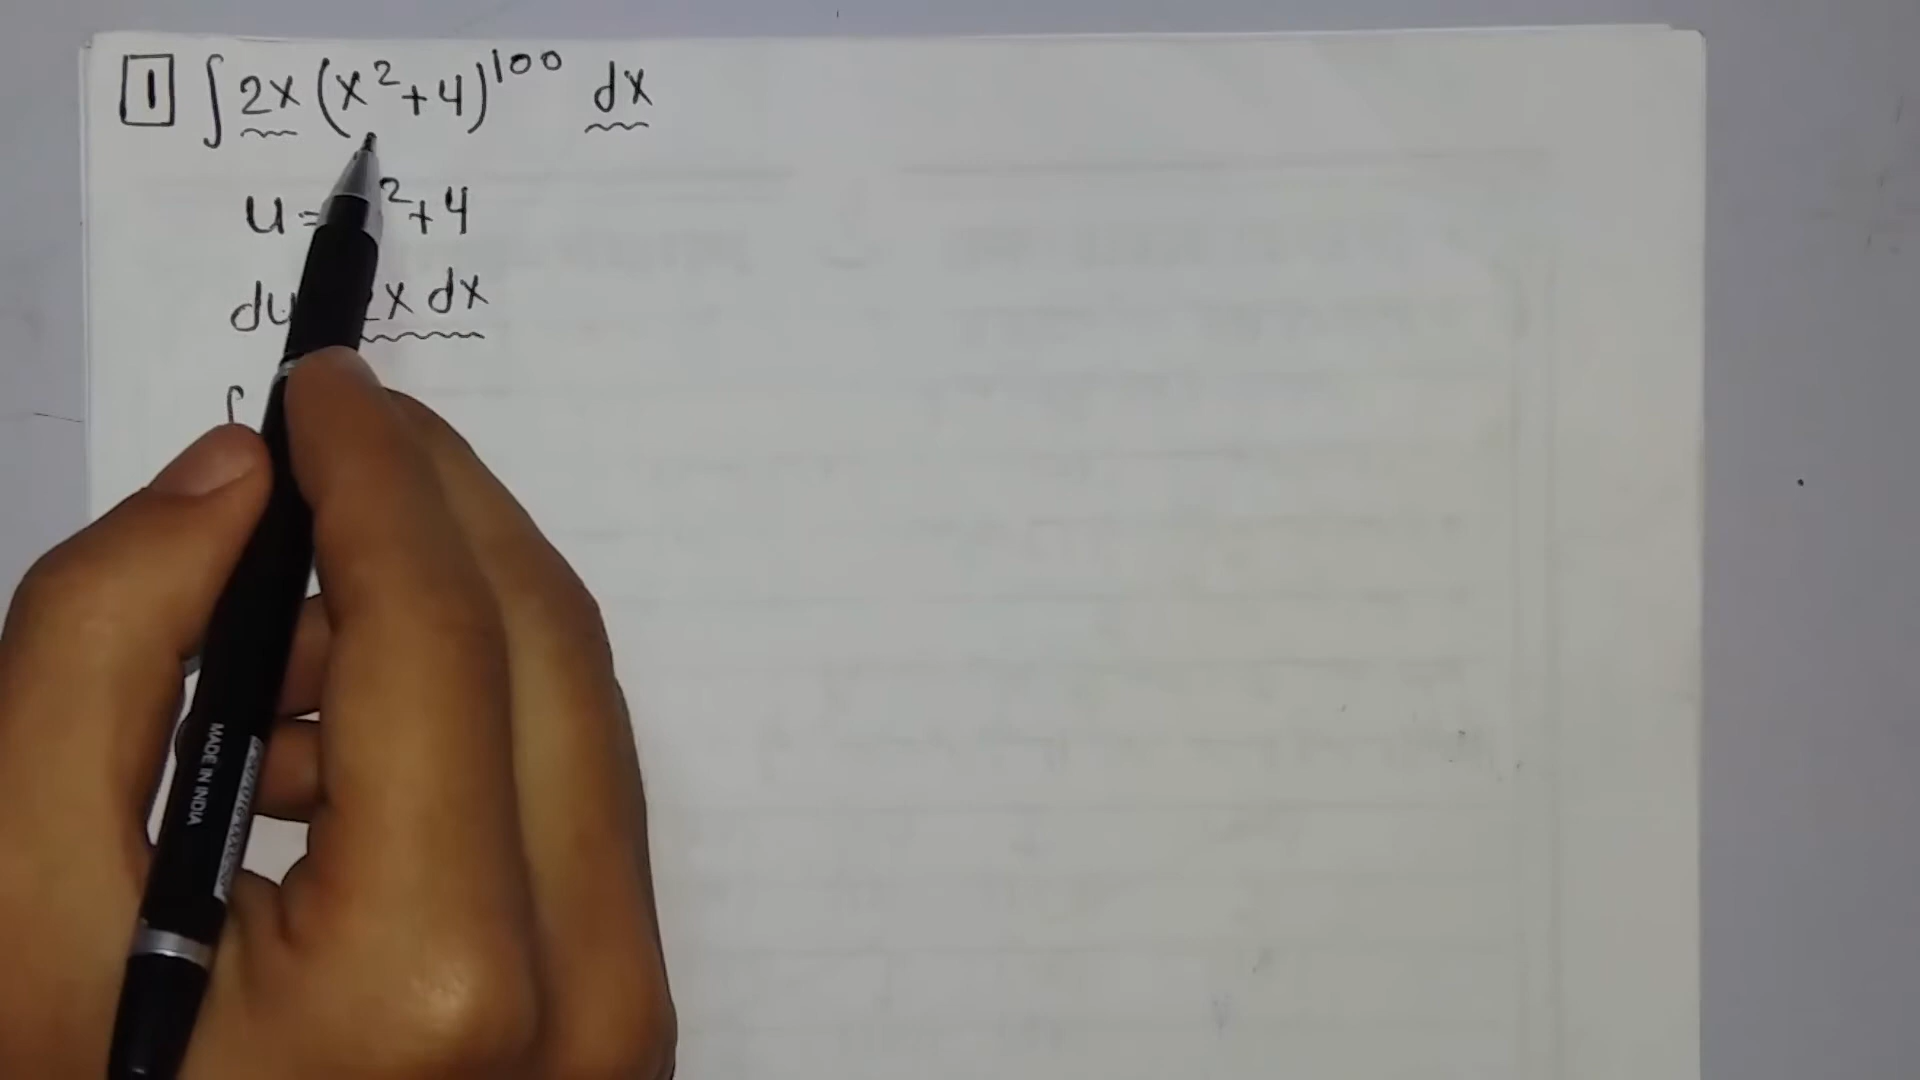 1 ∫ 2x (x²+4)¹⁰⁰ dx
u = ²+4
du 2x dx
∫
MADE IN INDIA